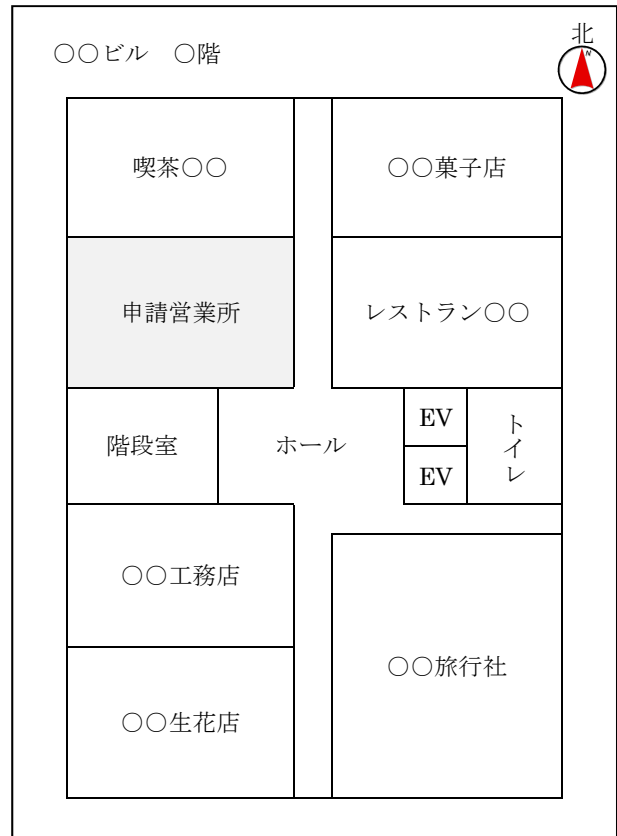 ○○ビル　○階
北
N
喫茶○○
○○菓子店
申請営業所
レストラン○○
階段室
ホール
EV
EV
トイレ
○○工務店
○○旅行社
○○生花店